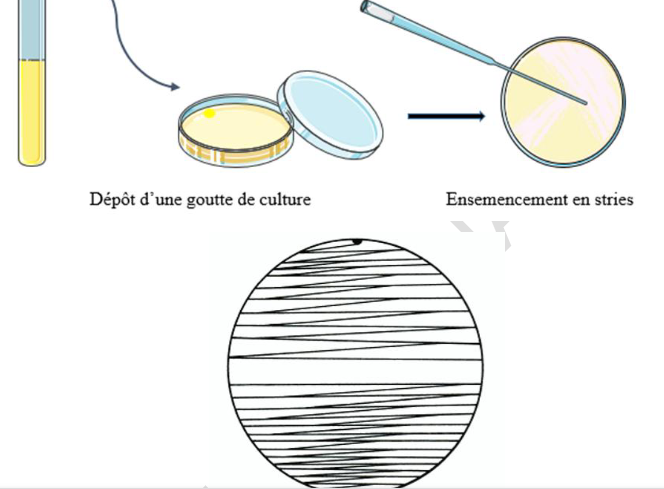 Dépôt d’une goutte de culture
Ensemencement en stries